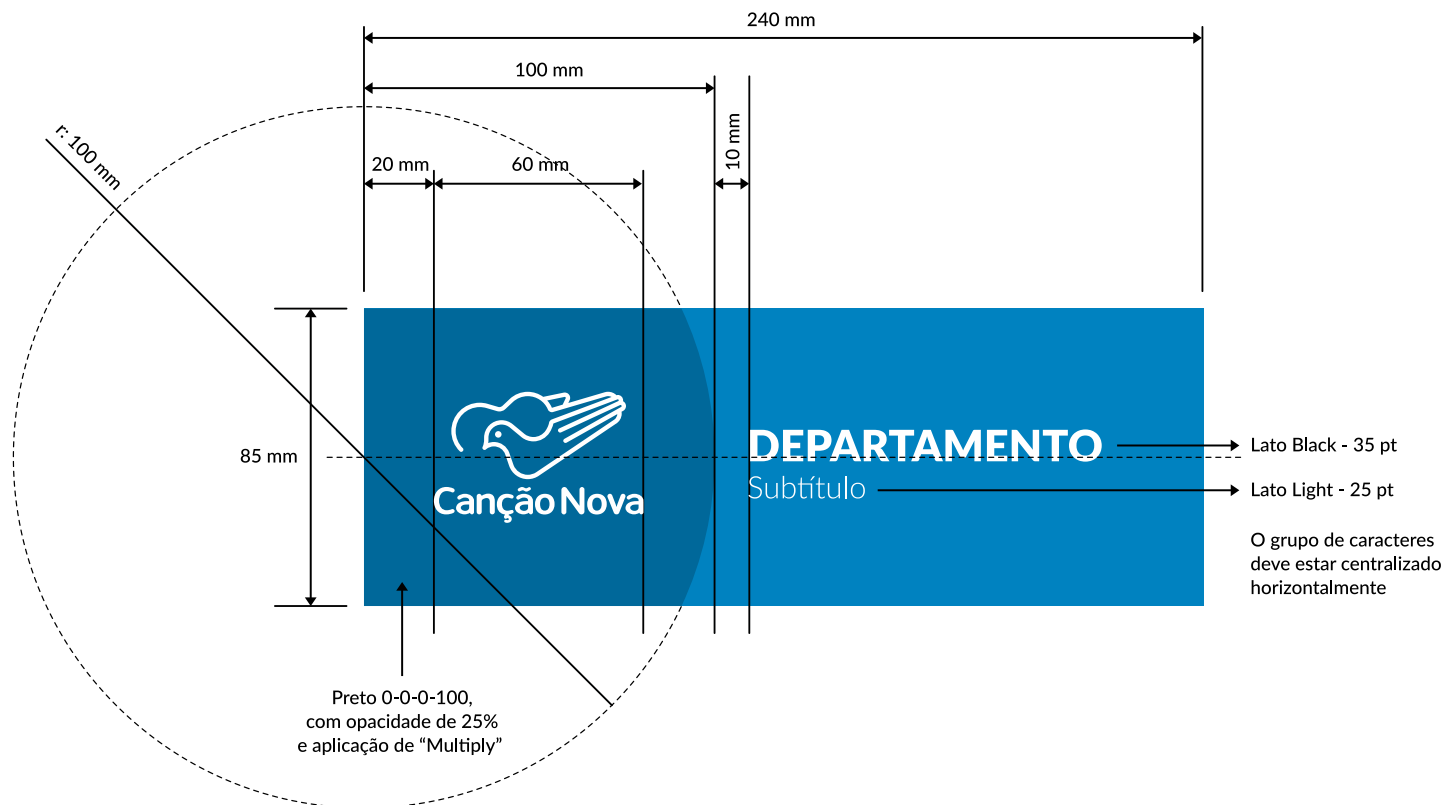 240 mm
100 mm
r: 100 mm
20 mm
60 mm
10 mm
85 mm
Canção Nova
DEPARTAMENTO
Subtítulo
Lato Black - 35 pt
Lato Light - 25 pt
O grupo de caracteres
deve estar centralizado
horizontalmente
Preto 0-0-0-100,
com opacidade de 25%
e aplicação de “Multiply”